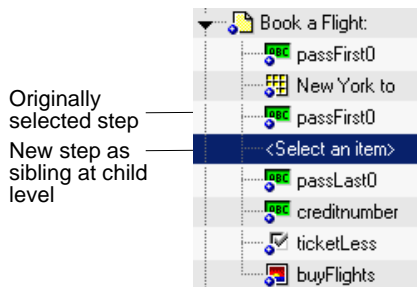 Book a Flight:
passFirst0
New York to
passFirst0
<Select an item>
passLast0
creditnumber
ticketLess
buyFlights
Originally
selected step
New step as
sibling at child
level